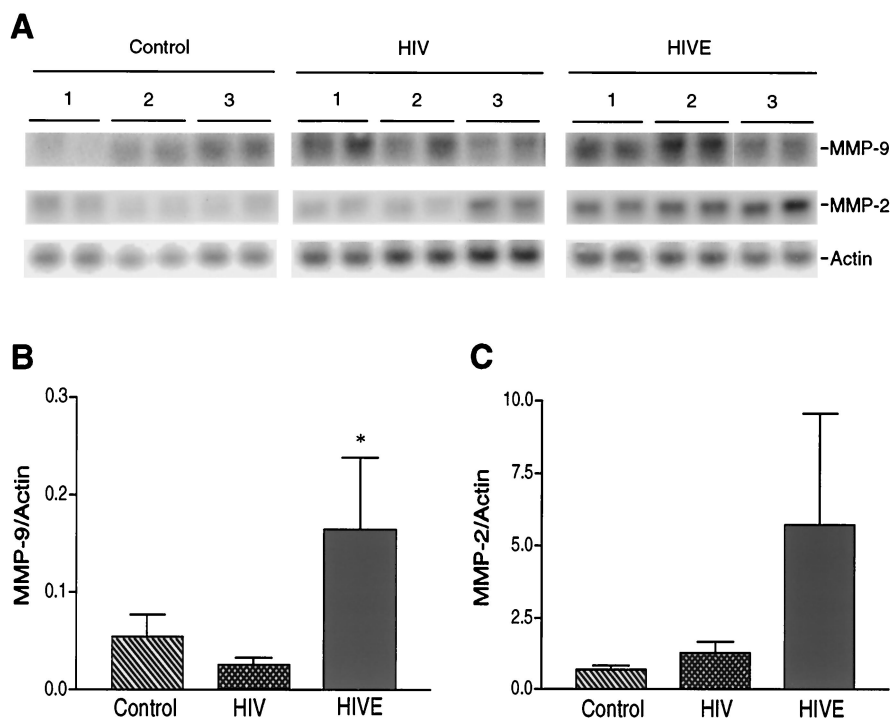 A
Control HIV HIVE
1 2 3 1 2 3 1 2 3
-MMP-9
-MMP-2
-Actin
B
0.3
0.2
0.1
0.0
MMP-9/Actin
*
Control HIV HIVE
C
10.0
7.5
5.0
2.5
0.0
MMP-2/Actin
Control HIV HIVE